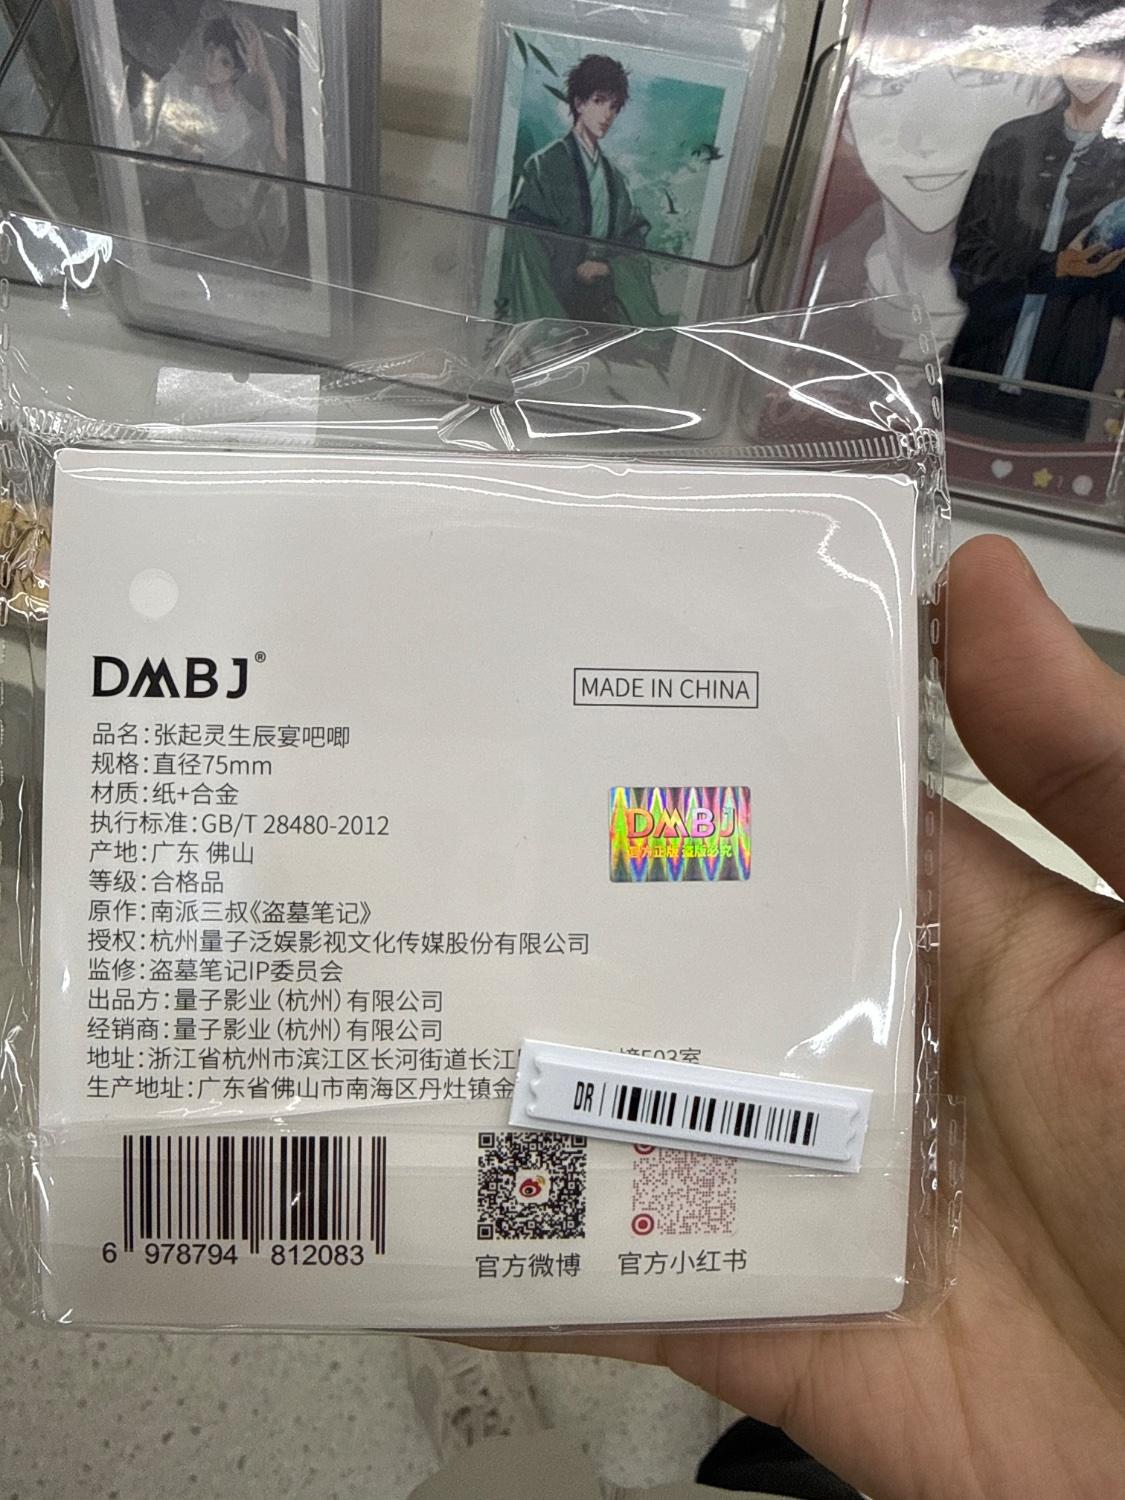 DMBJ®
MADE IN CHINA
品名:张起灵生辰宴吧唧
规格:直径75mm
材质:纸+合金
执行标准:GB/T 28480-2012
产地:广东 佛山
等级:合格品
原作:南派三叔《盗墓笔记》
授权:杭州量子泛娱影视文化传媒股份有限公司
监修:盗墓笔记IP委员会
出品方:量子影业(杭州)有限公司
经销商:量子影业(杭州)有限公司
地址:浙江省杭州市滨江区长河街道长江
生产地址:广东省佛山市南海区丹灶镇金
DMBJ
官方正版 盗版必究
DR
6 978794 812083
官方微博
官方小红书